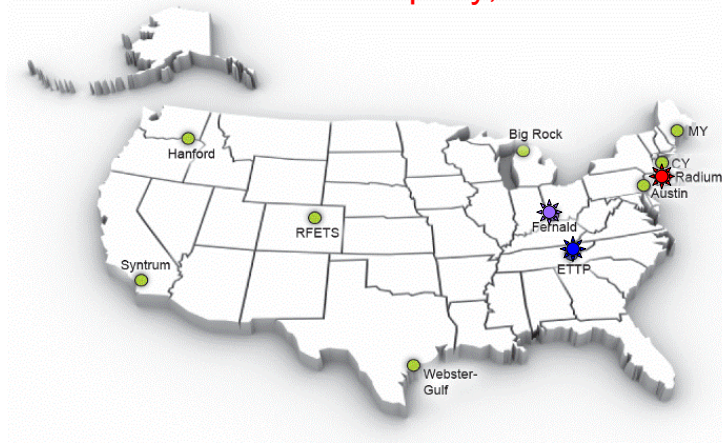 Big Rock
MY
Hanford
CY
Radium
Austin
RFETS
Fernald
Syntrum
ETTP
Webster-
Gulf